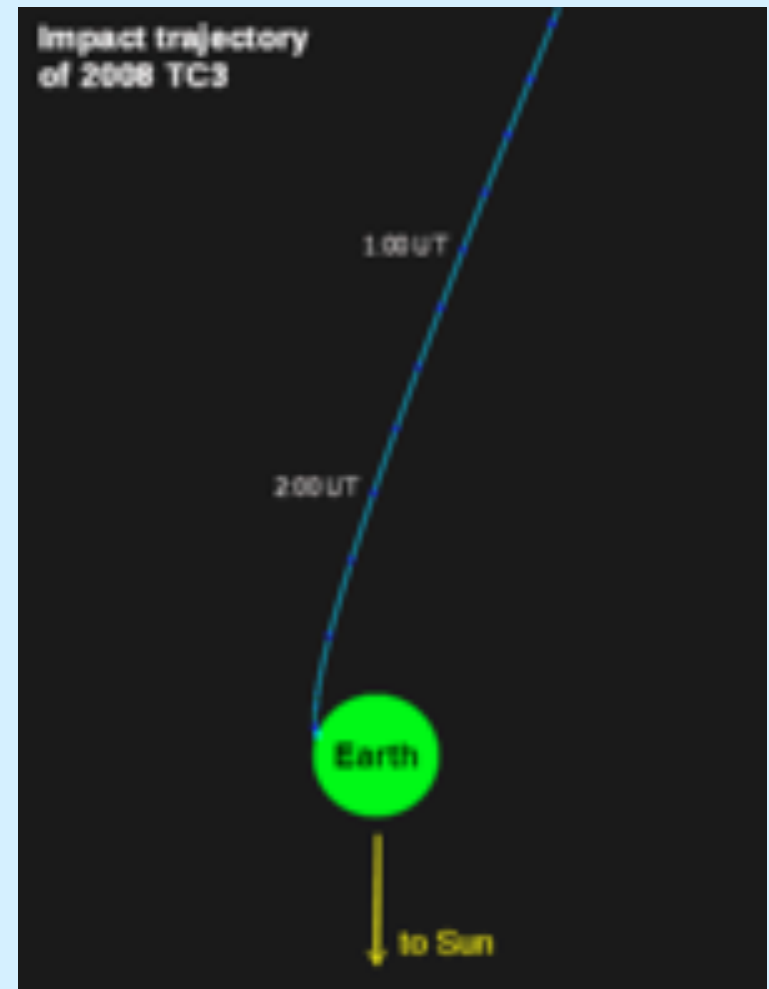 Impact trajectory
of 2008 TC3
1:00 UT
2:00 UT
Earth
to Sun